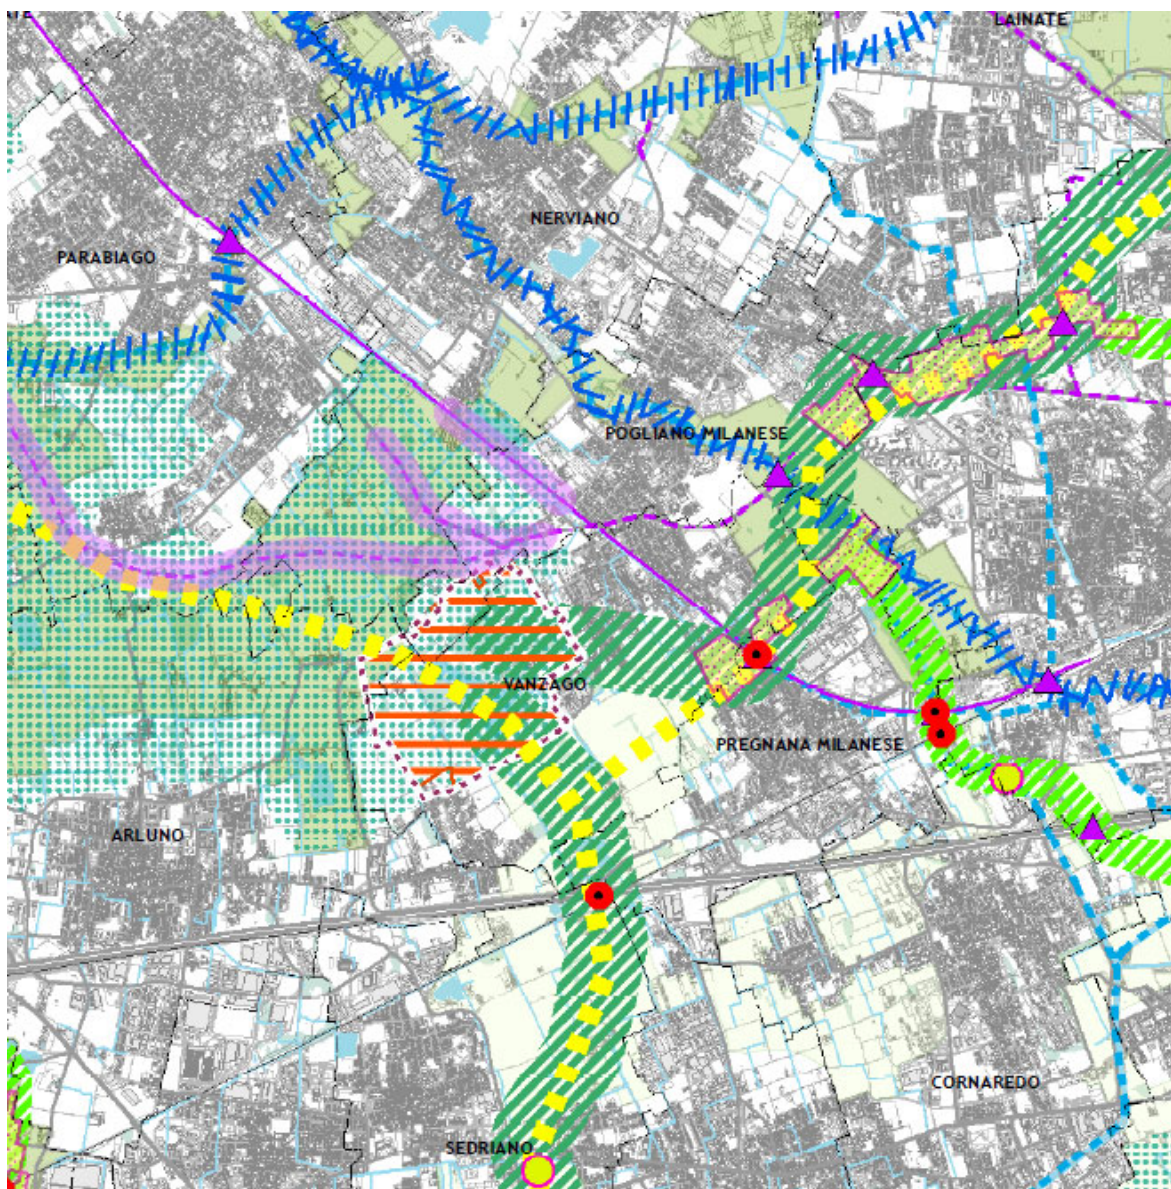 LAINATE
NERVIANO
PARABIAGO
POGLIANO MILANESE
VANZAGO
PREGNANA MILANESE
ARLUNO
CORNAREDO
SEDRIANO